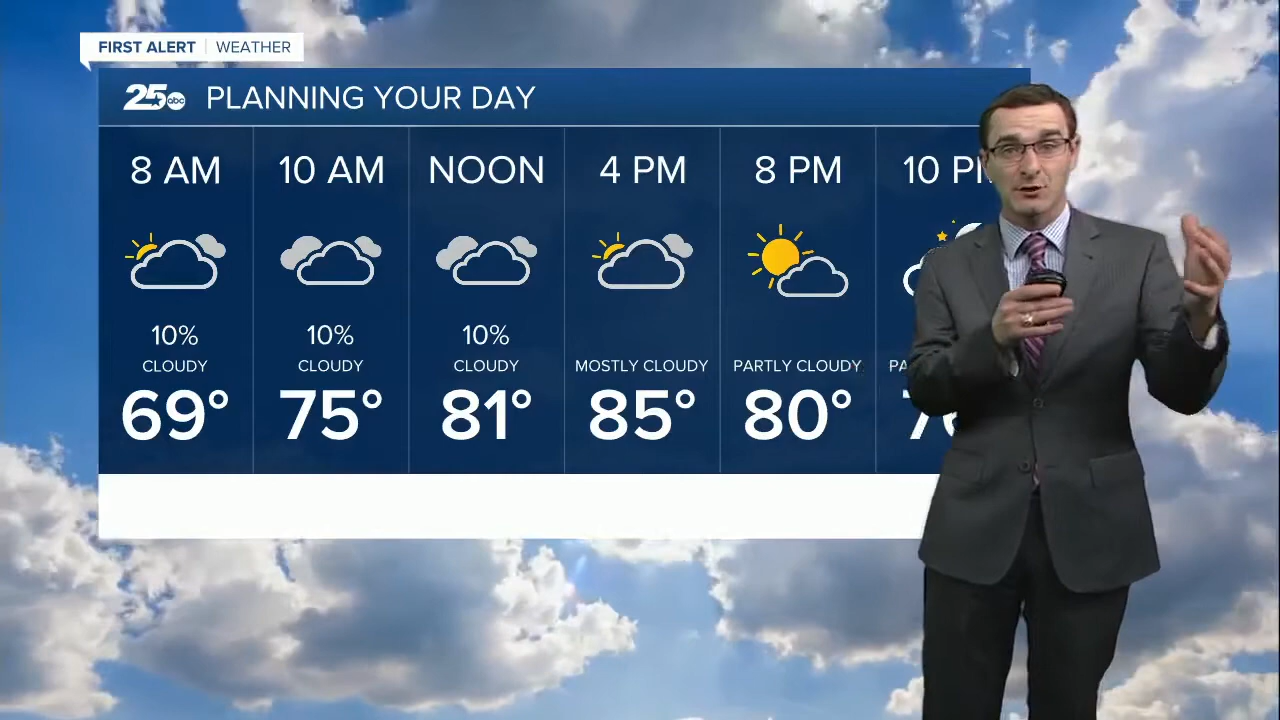 FIRST ALERT | WEATHER
25 abc PLANNING YOUR DAY
8 AM 10 AM NOON 4 PM 8 PM 10
10% 10% 10%
CLOUDY CLOUDY CLOUDY MOSTLY CLOUDY PARTLY CLOUDY
69° 75° 81° 85° 80°